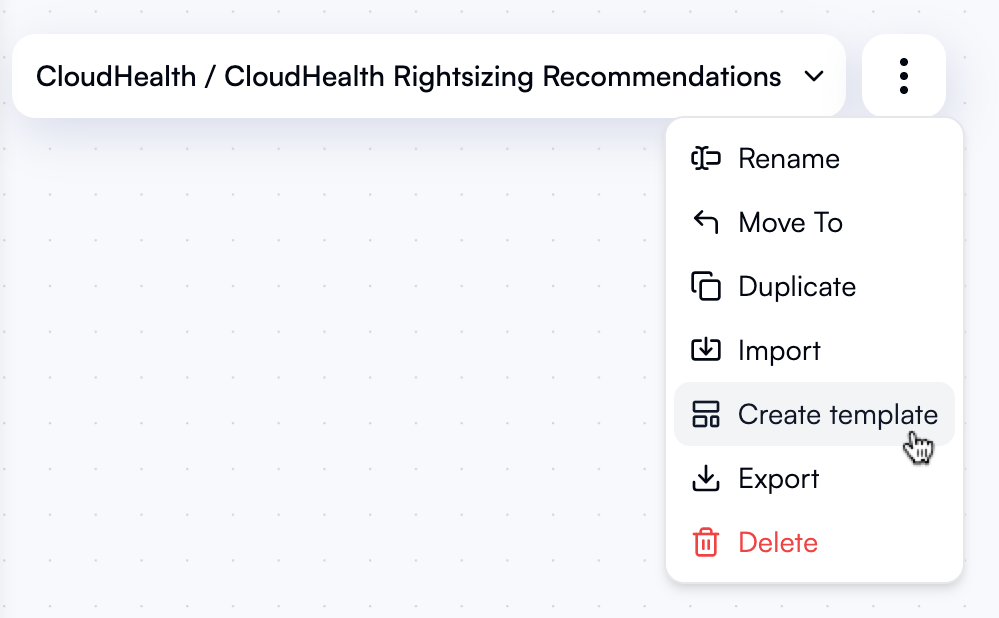 CloudHealth / CloudHealth Rightsizing Recommendations
Rename
Move To
Duplicate
Import
Create template
Export
Delete